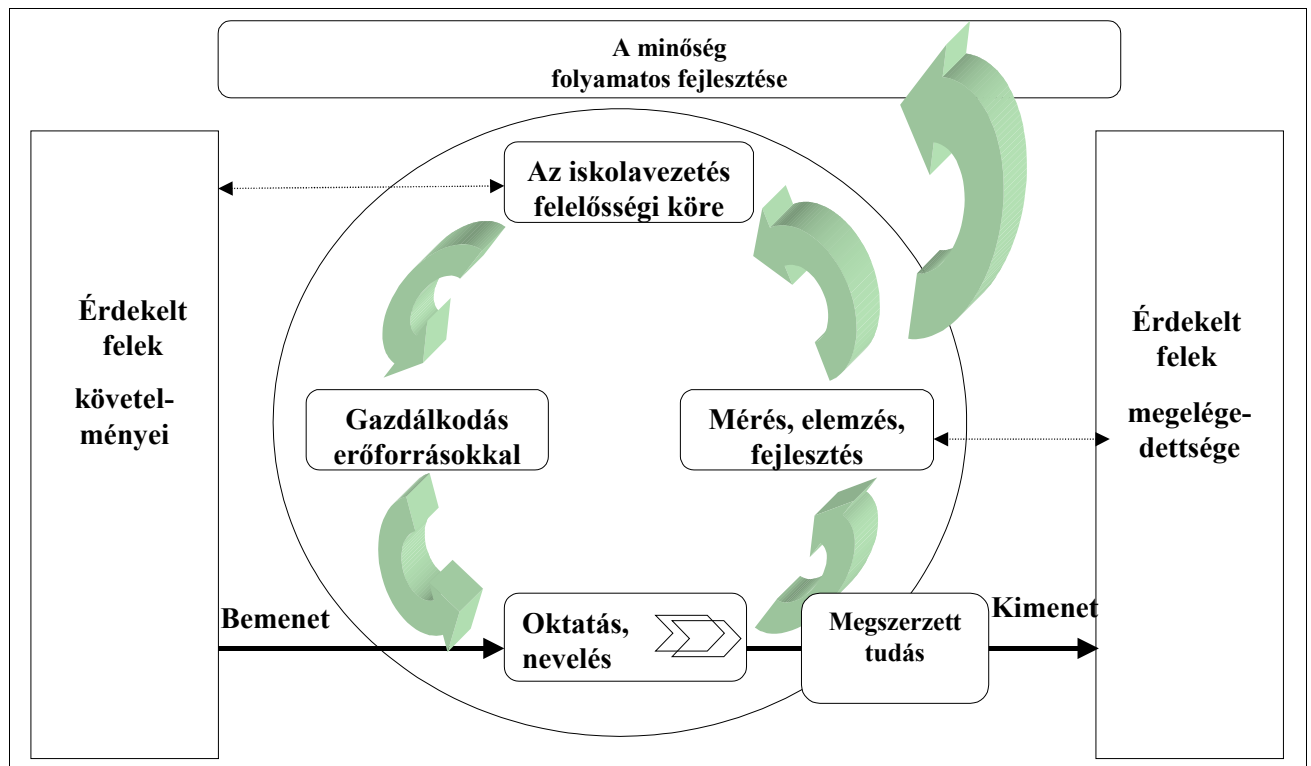 A minőség
folyamatos fejlesztése
Az iskolavezetés
felelősségi köre
Érdekelt
felek
követel-
ményei
Érdekelt
felek
megelége-
dettsége
Gazdálkodás
erőforrásokkal
Mérés, elemzés,
fejlesztés
Bemenet
Oktatás,
nevelés
Megszerzett
tudás
Kimenet